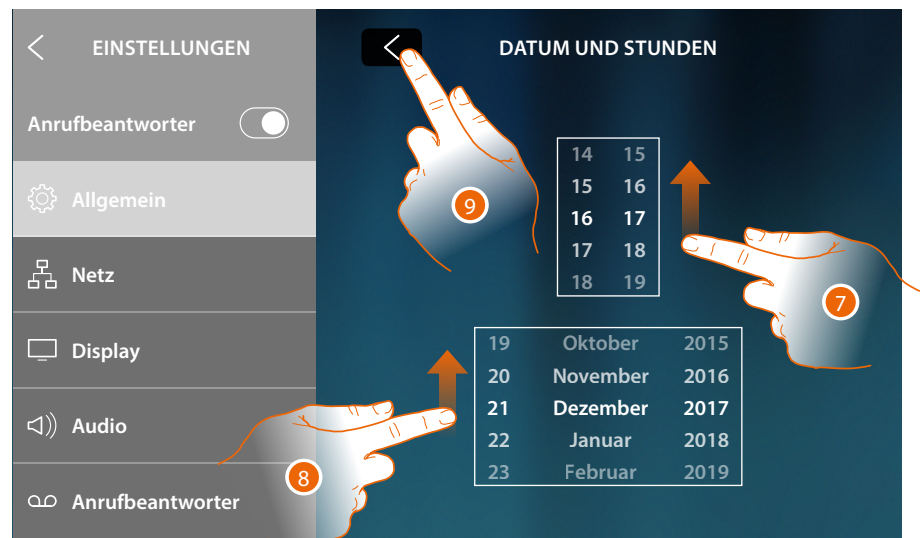 EINSTELLUNGEN
Anrufbeantworter
Allgemein
Netz
Display
Audio
Anrufbeantworter
DATUM UND STUNDEN
9
14 15
15 16
16 17
17 18
18 19
7
19 Oktober 2015
20 November 2016
21 Dezember 2017
22 Januar 2018
23 Februar 2019
8